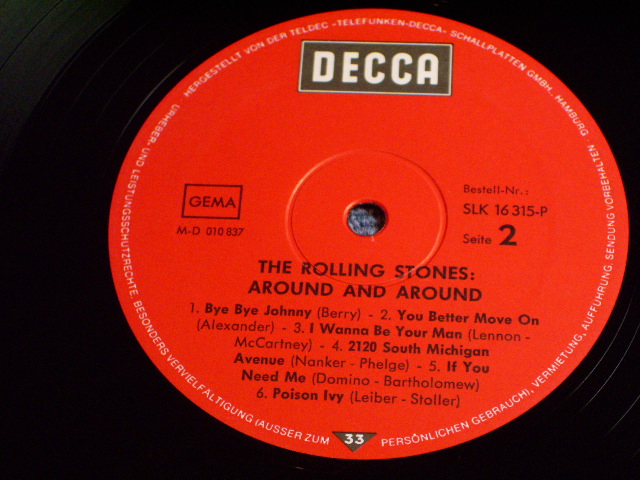 DECCA
HERGESTELLT VON DER TELDEC »TELEFUNKEN-DECCA« SCHALLPLATTEN GMBH., HAMBURG
URHEBER- UND LEISTUNGSSCHUTZRECHTE, BESONDERS VERVIELFÄLTIGUNG (AUSSER ZUM PERSÖNLICHEN GEBRAUCH), VERMIETUNG, AUFFÜHRUNG, SENDUNG VORBEHALTEN
GEMA
M-D 010 837
Bestell-Nr.:
SLK 16 315-P
Seite 2
THE ROLLING STONES:
AROUND AND AROUND
1. Bye Bye Johnny (Berry) - 2. You Better Move On
(Alexander) - 3. I Wanna Be Your Man (Lennon -
McCartney) - 4. 2120 South Michigan
Avenue (Nanker - Phelge) - 5. If You
Need Me (Domino - Bartholomew)
6. Poison Ivy (Leiber - Stoller)
33